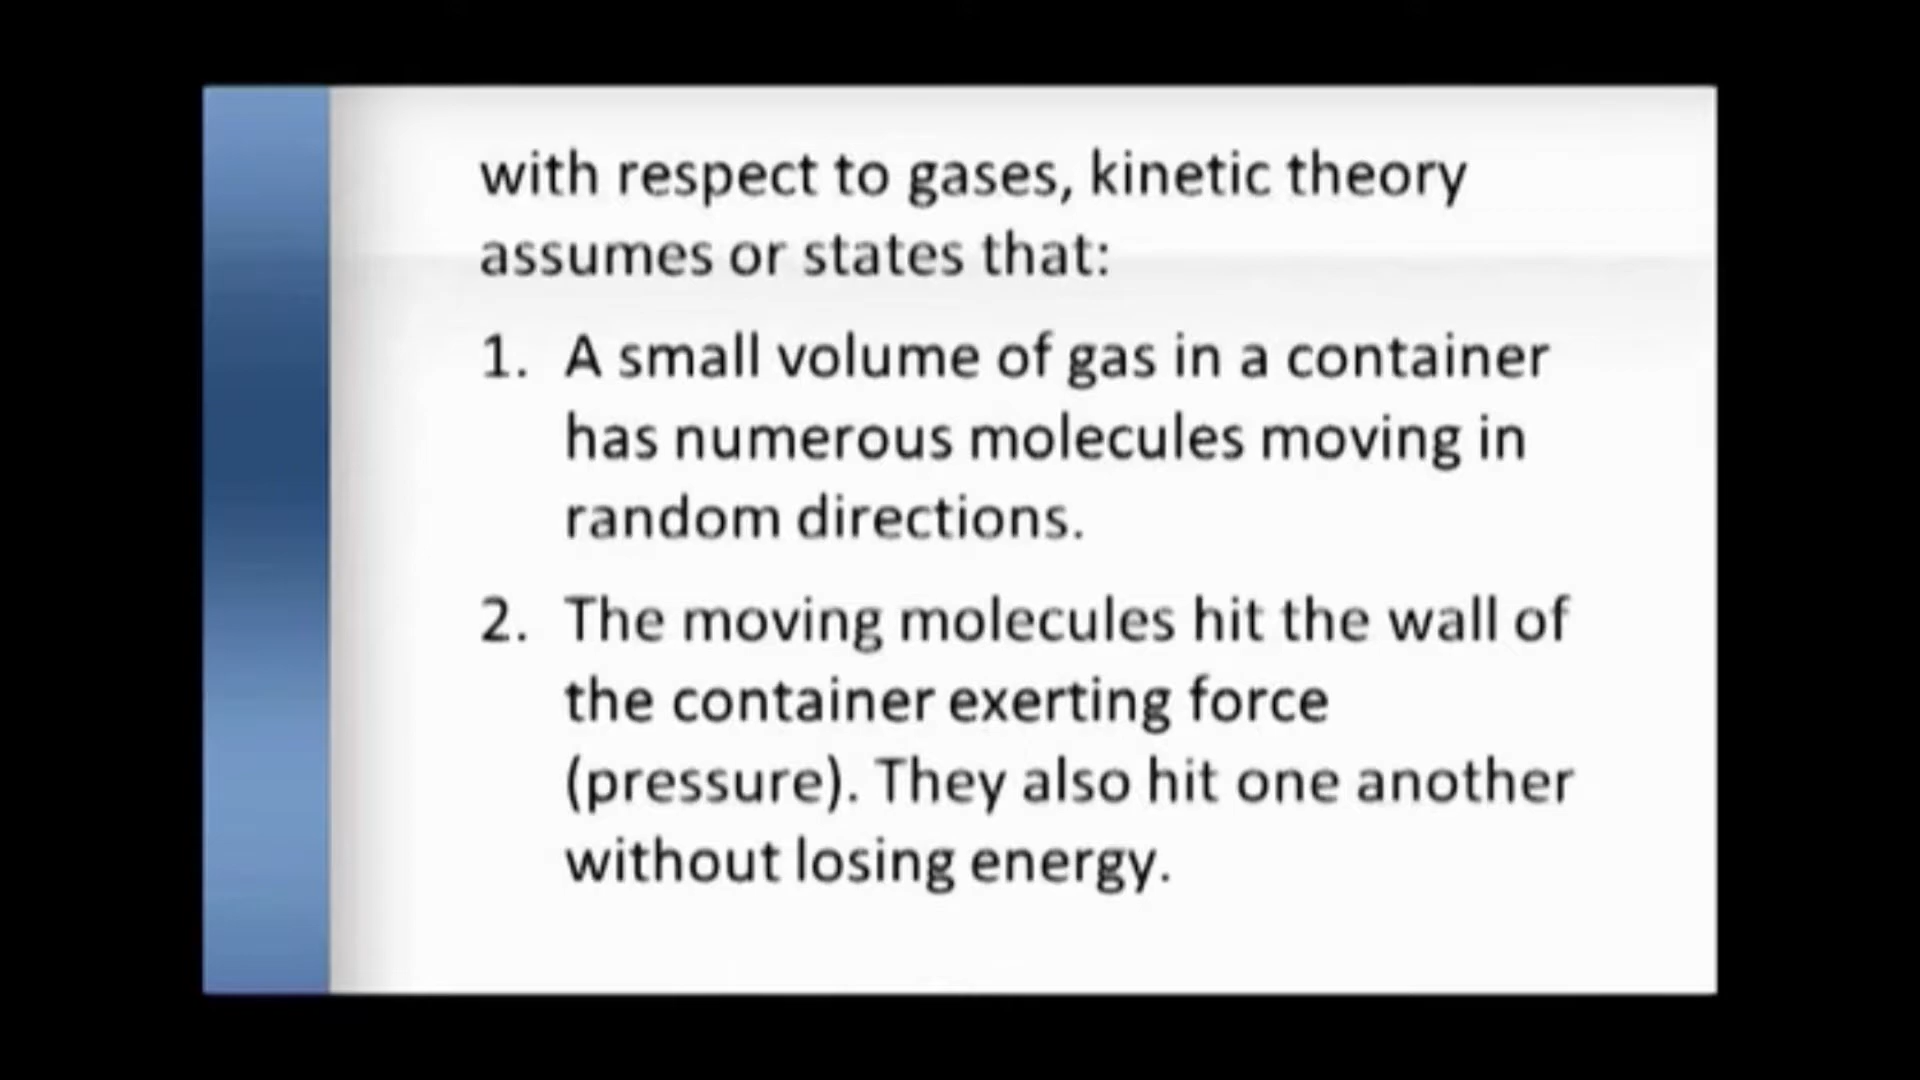 with respect to gases, kinetic theory
assumes or states that:
1. A small volume of gas in a container
has numerous molecules moving in
random directions.
2. The moving molecules hit the wall of
the container exerting force
(pressure). They also hit one another
without losing energy.